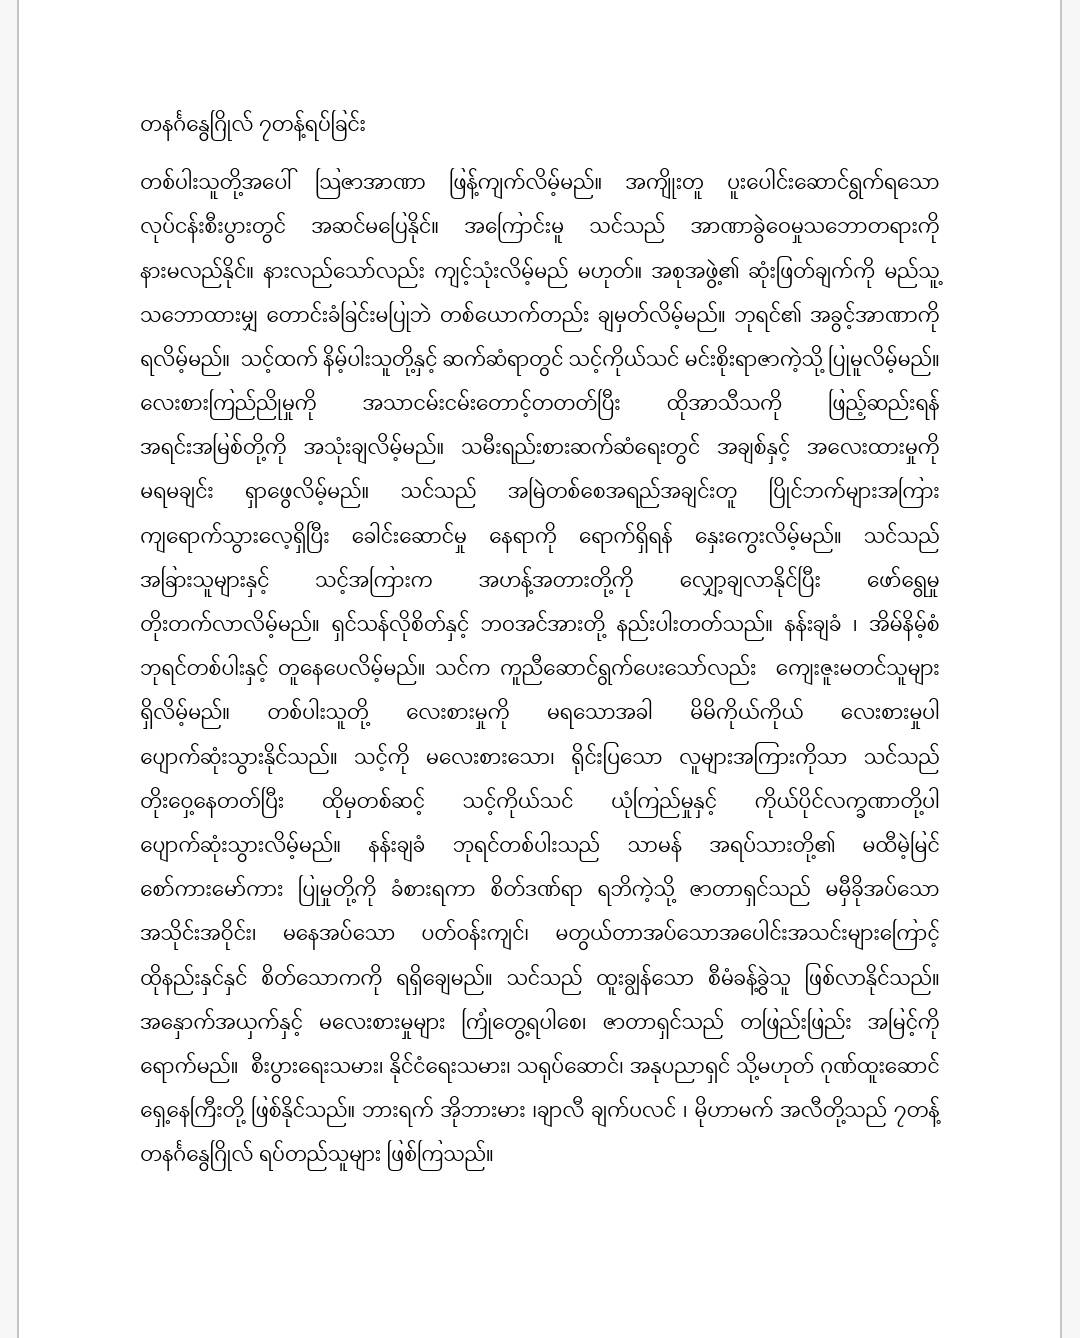 တနင်္ဂနွေဂြိုလ် ၇တန့်ရပ်ခြင်း
တစ်ပါးသူတို့အပေါ် ဩဇာအာဏာ ဖြန့်ကျက်လိမ့်မည်။ အကျိုးတူ ပူးပေါင်းဆောင်ရွက်ရသော
လုပ်ငန်းစီးပွားတွင် အဆင်မပြေနိုင်။ အကြောင်းမူ သင်သည် အာဏာခွဲဝေမှုသဘောတရားကို
နားမလည်နိုင်။ နားလည်သော်လည်း ကျင့်သုံးလိမ့်မည် မဟုတ်။ အစုအဖွဲ့၏ ဆုံးဖြတ်ချက်ကို မည်သူ့
သဘောထားမျှ တောင်းခံခြင်းမပြုဘဲ တစ်ယောက်တည်း ချမှတ်လိမ့်မည်။ ဘုရင်၏ အခွင့်အာဏာကို
ရလိမ့်မည်။ သင့်ထက် နိမ့်ပါးသူတို့နှင့် ဆက်ဆံရာတွင် သင့်ကိုယ်သင် မင်းစိုးရာဇာကဲ့သို့ ပြုမူလိမ့်မည်။
လေးစားကြည်ညိုမှုကို အသာငမ်းငမ်းတောင့်တတတ်ပြီး ထိုအာသီသကို ဖြည့်ဆည်းရန်
အရင်းအမြစ်တို့ကို အသုံးချလိမ့်မည်။ သမီးရည်းစားဆက်ဆံရေးတွင် အချစ်နှင့် အလေးထားမှုကို
မရမချင်း ရှာဖွေလိမ့်မည်။ သင်သည် အမြဲတစ်စေအရည်အချင်းတူ ပြိုင်ဘက်များအကြား
ကျရောက်သွားလေ့ရှိပြီး ခေါင်းဆောင်မှု နေရာကို ရောက်ရှိရန် နှေးကွေးလိမ့်မည်။ သင်သည်
အခြားသူများနှင့် သင့်အကြားက အဟန့်အတားတို့ကို လျှော့ချလာနိုင်ပြီး ဖော်ရွေမှု
တိုးတက်လာလိမ့်မည်။ ရှင်သန်လိုစိတ်နှင့် ဘဝအင်အားတို့ နည်းပါးတတ်သည်။ နန်းချခံ ၊ အိမ်နိမ့်စံ
ဘုရင်တစ်ပါးနှင့် တူနေပေလိမ့်မည်။ သင်က ကူညီဆောင်ရွက်ပေးသော်လည်း ကျေးဇူးမတင်သူများ
ရှိလိမ့်မည်။ တစ်ပါးသူတို့ လေးစားမှုကို မရသောအခါ မိမိကိုယ်ကိုယ် လေးစားမှုပါ
ပျောက်ဆုံးသွားနိုင်သည်။ သင့်ကို မလေးစားသော၊ ရိုင်းပြသော လူများအကြားကိုသာ သင်သည်
တိုးဝှေ့နေတတ်ပြီး ထိုမှတစ်ဆင့် သင့်ကိုယ်သင် ယုံကြည်မှုနှင့် ကိုယ်ပိုင်လက္ခဏာတို့ပါ
ပျောက်ဆုံးသွားလိမ့်မည်။ နန်းချခံ ဘုရင်တစ်ပါးသည် သာမန် အရပ်သားတို့၏ မထီမဲ့မြင်
စော်ကားမော်ကား ပြုမှုတို့ကို ခံစားရကာ စိတ်ဒဏ်ရာ ရဘိကဲ့သို့ ဇာတာရှင်သည် မမှီခိုအပ်သော
အသိုင်းအဝိုင်း၊ မနေအပ်သော ပတ်ဝန်းကျင်၊ မတွယ်တာအပ်သောအပေါင်းအသင်းများကြောင့်
ထိုနည်းနှင်နှင် စိတ်သောကကို ရရှိချေမည်။ သင်သည် ထူးချွန်သော စီမံခန့်ခွဲသူ ဖြစ်လာနိုင်သည်။
အနှောက်အယှက်နှင့် မလေးစားမှုများ ကြုံတွေ့ရပါစေ၊ ဇာတာရှင်သည် တဖြည်းဖြည်း အမြင့်ကို
ရောက်မည်။ စီးပွားရေးသမား၊ နိုင်ငံရေးသမား၊ သရုပ်ဆောင်၊ အနုပညာရှင် သို့မဟုတ် ဂုဏ်ထူးဆောင်
ရှေ့နေကြီးတို့ ဖြစ်နိုင်သည်။ ဘားရက် အိုဘားမား ၊ချာလီ ချက်ပလင် ၊ မိုဟာမက် အလီတို့သည် ၇တန့်
တနင်္ဂနွေဂြိုလ် ရပ်တည်သူများ ဖြစ်ကြသည်။